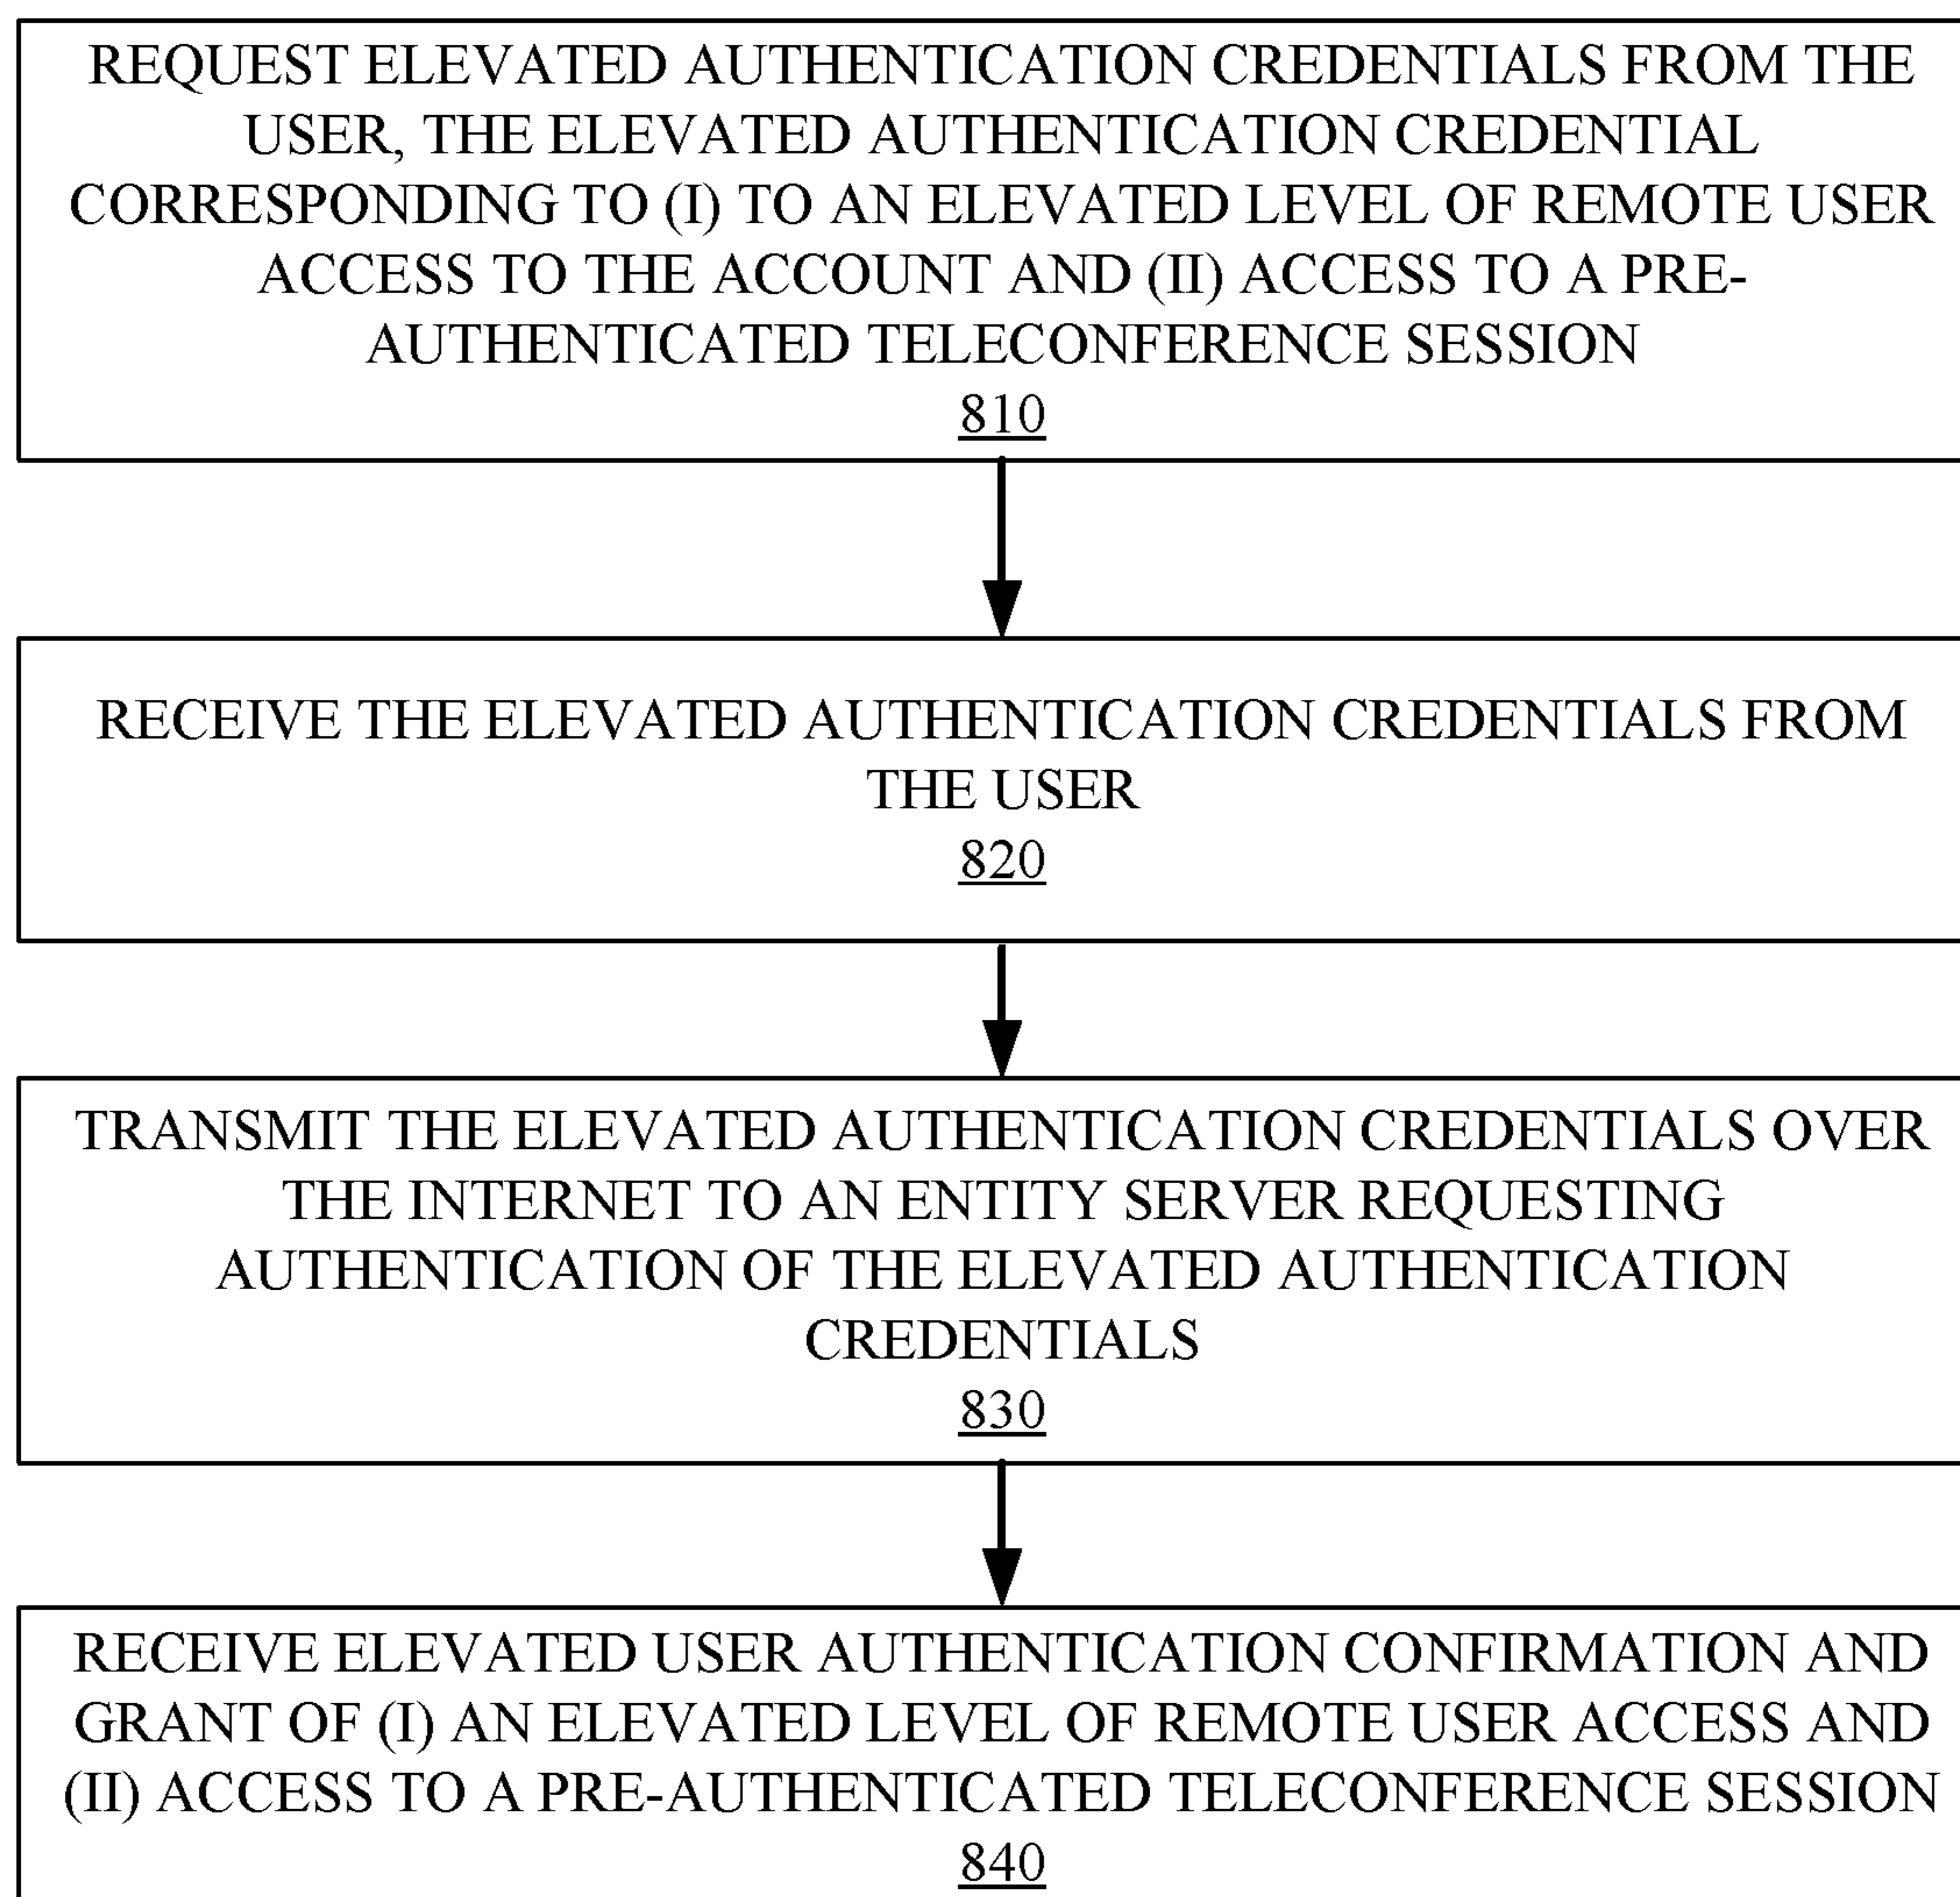 REQUEST ELEVATED AUTHENTICATION CREDENTIALS FROM THE
USER, THE ELEVATED AUTHENTICATION CREDENTIAL
CORRESPONDING TO (I) TO AN ELEVATED LEVEL OF REMOTE USER
ACCESS TO THE ACCOUNT AND (II) ACCESS TO A PRE-
AUTHENTICATED TELECONFERENCE SESSION
810
RECEIVE THE ELEVATED AUTHENTICATION CREDENTIALS FROM
THE USER
820
TRANSMIT THE ELEVATED AUTHENTICATION CREDENTIALS OVER
THE INTERNET TO AN ENTITY SERVER REQUESTING
AUTHENTICATION OF THE ELEVATED AUTHENTICATION
CREDENTIALS
830
RECEIVE ELEVATED USER AUTHENTICATION CONFIRMATION AND
GRANT OF (I) AN ELEVATED LEVEL OF REMOTE USER ACCESS AND
(II) ACCESS TO A PRE-AUTHENTICATED TELECONFERENCE SESSION
840